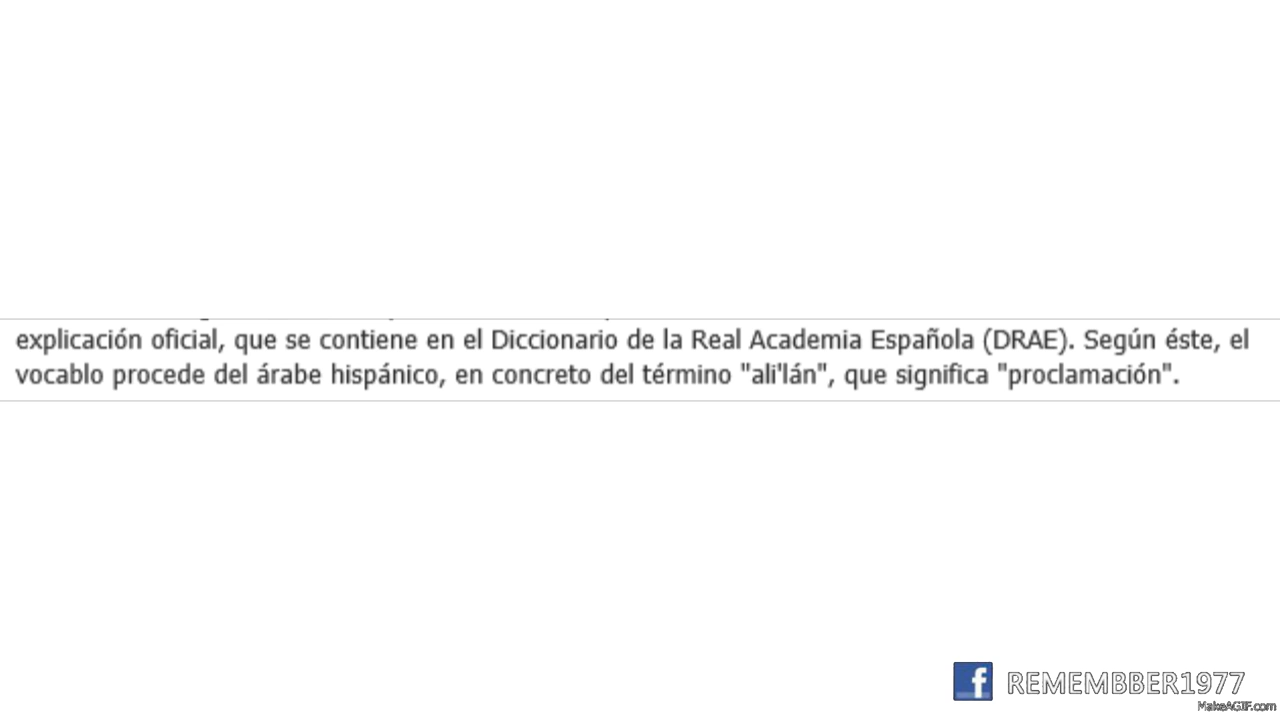 explicación oficial, que se contiene en el Diccionario de la Real Academia Española (DRAE). Según éste, el
vocablo procede del árabe hispánico, en concreto del término "ali'lán", que significa "proclamación".
f REMEMBBER1977
MakeAGIF.com